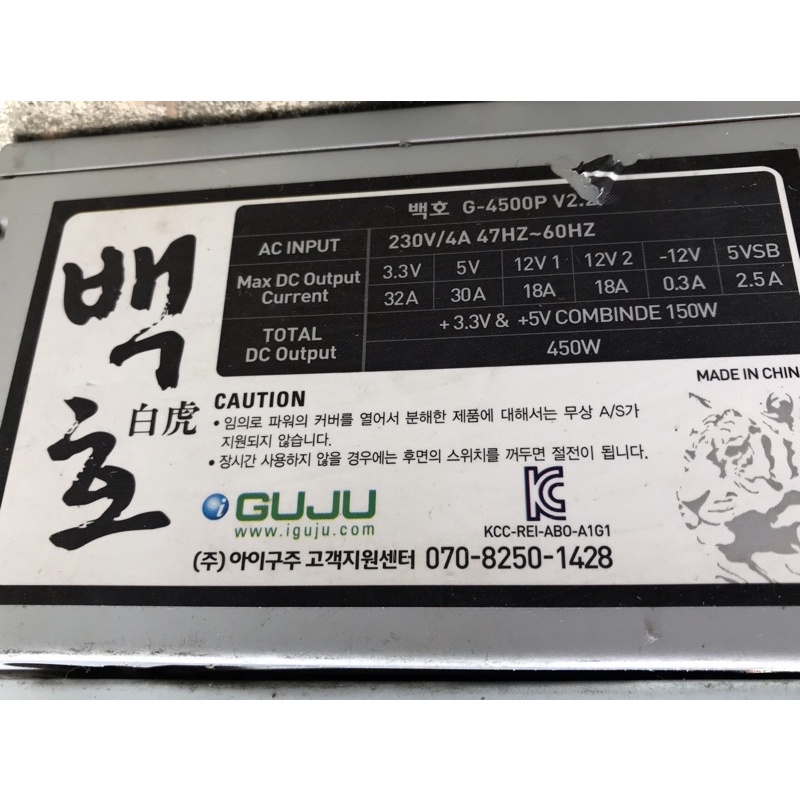 백호
白虎
백호 G-4500P V2.2
AC INPUT 230V/4A 47HZ~60HZ
Max DC Output Current 3.3V 5V 12V 1 12V 2 -12V 5VSB
32A 30A 18A 18A 0.3A 2.5A
TOTAL DC Output +3.3V & +5V COMBINDE 150W
450W
MADE IN CHIN
CAUTION
• 임의로 파워의 커버를 열어서 분해한 제품에 대해서는 무상 A/S가
지원되지 않습니다.
• 장시간 사용하지 않을 경우에는 후면의 스위치를 꺼두면 절전이 됩니다.
i GUJU
www.iguju.com
KCC-REI-ABO-A1G1
(주) 아이구주 고객지원센터 070-8250-1428